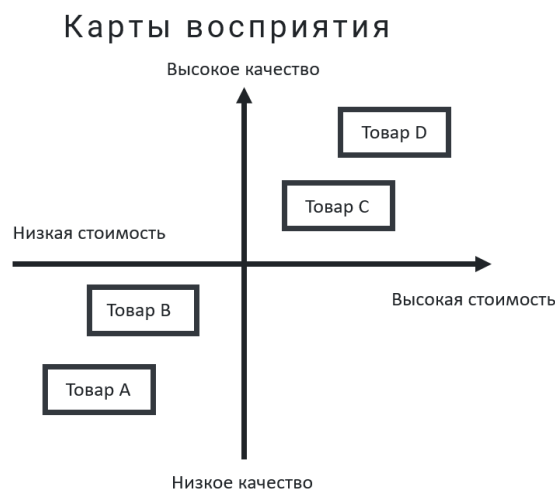 Карты восприятия
Высокое качество
Товар D
Товар C
Низкая стоимость
Высокая стоимость
Товар B
Товар A
Низкое качество